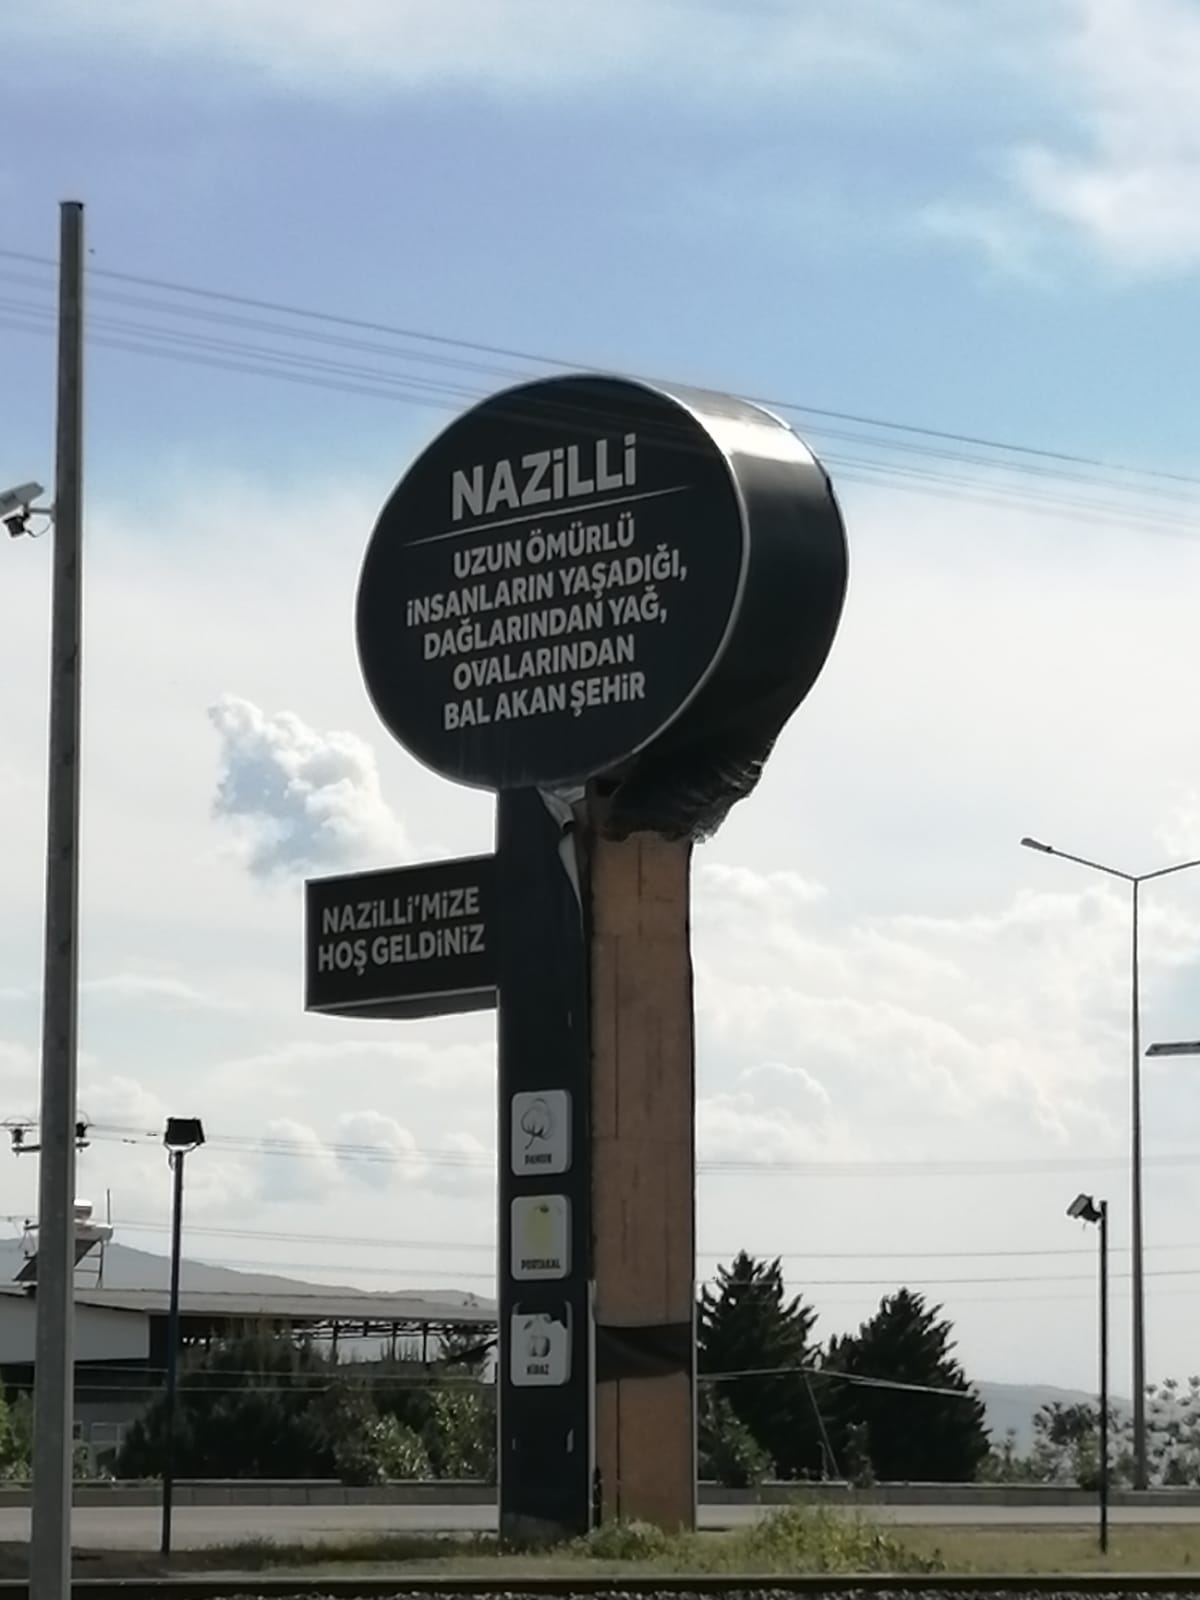 NAZİLLİ
UZUN ÖMÜRLÜ
İNSANLARIN YAŞADIĞI,
DAĞLARINDAN YAĞ,
OVALARINDAN
BAL AKAN ŞEHİR
NAZİLLİ'MİZE
HOŞ GELDİNİZ
PAMUK
PORTAKAL
KİRAZ